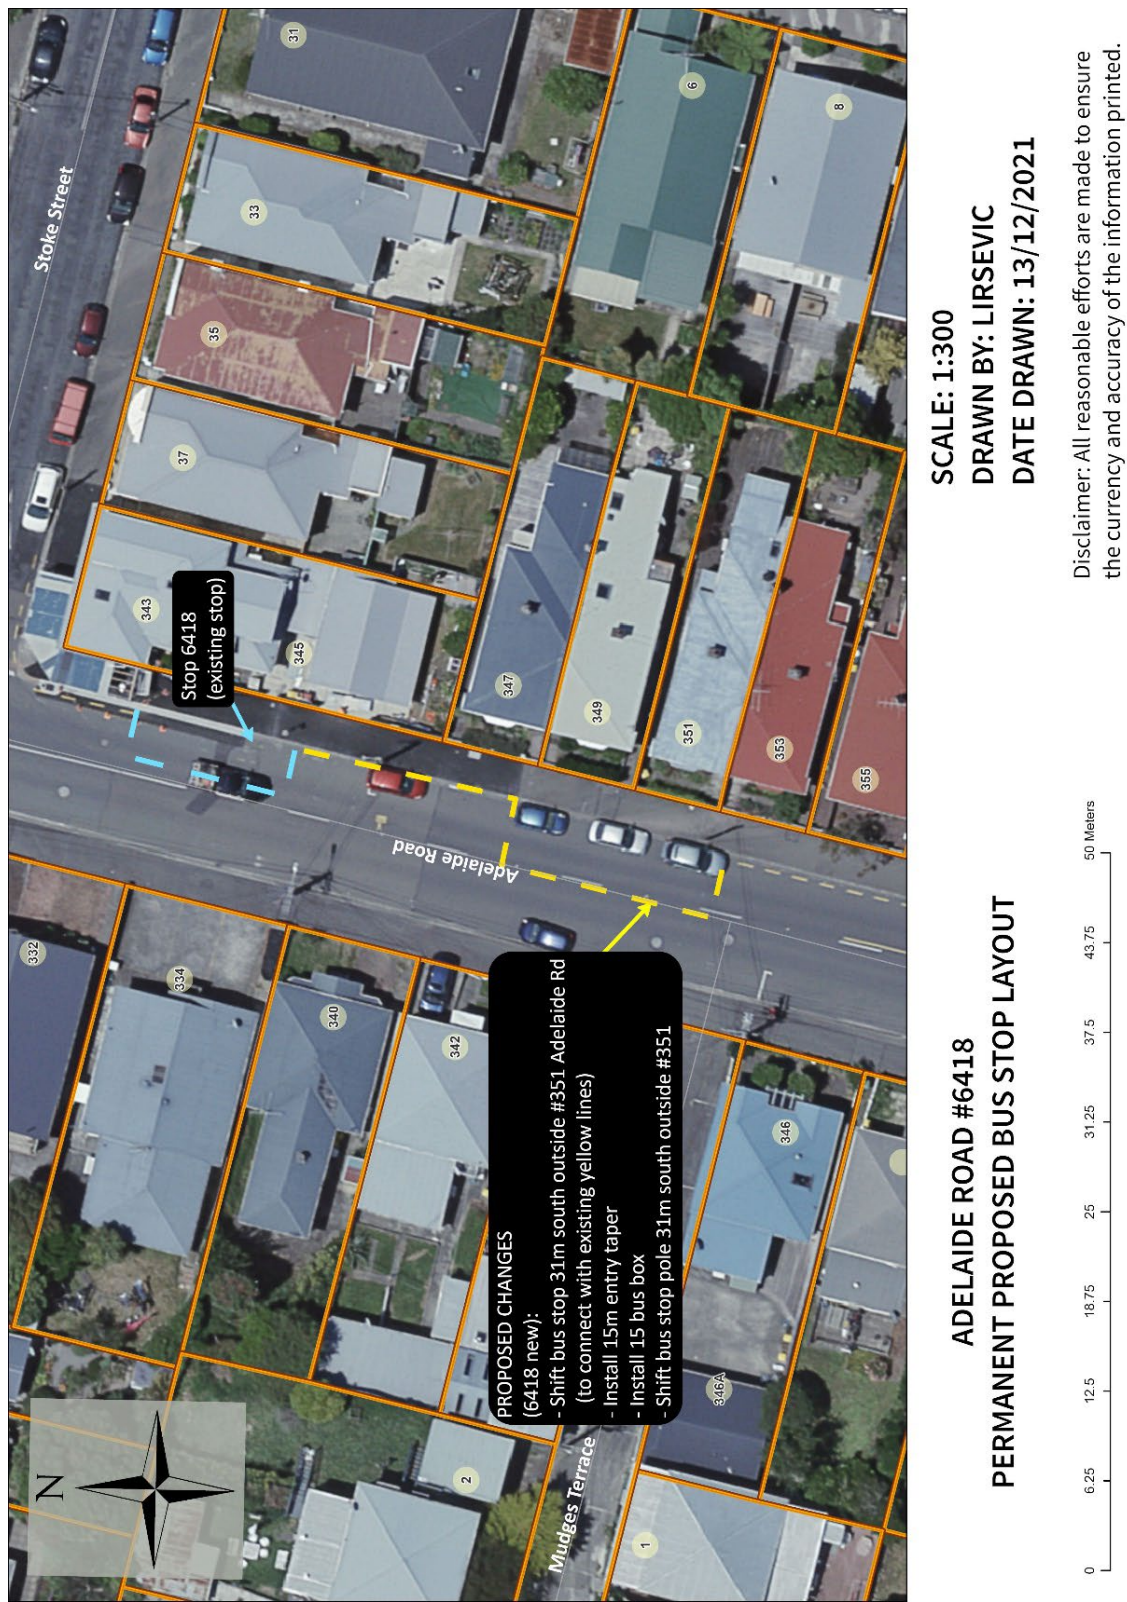 Stoke Street
31
33
35
37
343
345
6
8
347
349
351
353
355
Stop 6418
(existing stop)
Adelaide Road
332
334
340
342
PROPOSED CHANGES
(6418 new):
- Shift bus stop 31m south outside #351 Adelaide Rd
(to connect with existing yellow lines)
- Install 15m entry taper
- Install 15 bus box
- Shift bus stop pole 31m south outside #351
346
346A
2
1
Mudges Terrace
N
ADELAIDE ROAD #6418
PERMANENT PROPOSED BUS STOP LAYOUT
SCALE: 1:300
DRAWN BY: LIRSEVIC
DATE DRAWN: 13/12/2021
0 6.25 12.5 18.75 25 31.25 37.5 43.75 50 Meters
Disclaimer: All reasonable efforts are made to ensure
the currency and accuracy of the information printed.